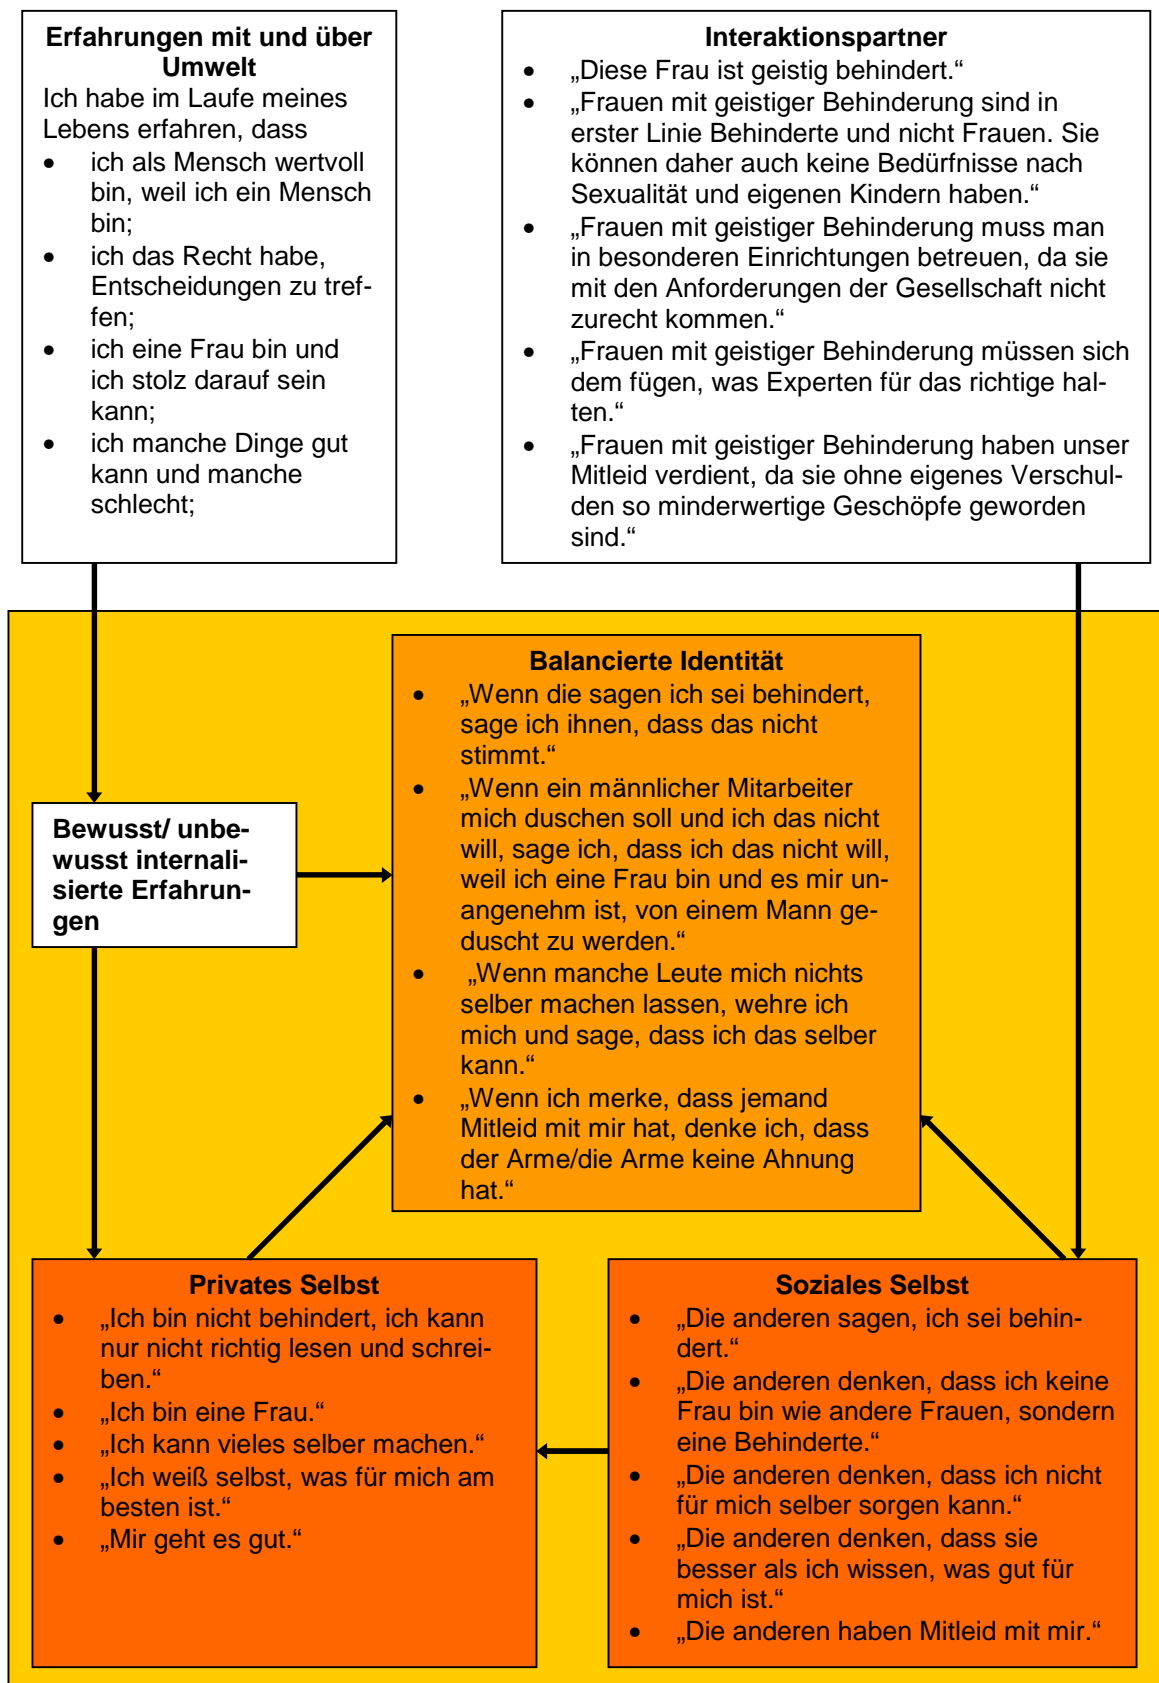 Erfahrungen mit und über
Umwelt
Ich habe im Laufe meines
Lebens erfahren, dass
• ich als Mensch wertvoll
bin, weil ich ein Mensch
bin;
• ich das Recht habe,
Entscheidungen zu tref-
fen;
• ich eine Frau bin und
ich stolz darauf sein
kann;
• ich manche Dinge gut
kann und manche
schlecht;
Interaktionspartner
• „Diese Frau ist geistig behindert.“
• „Frauen mit geistiger Behinderung sind in
erster Linie Behinderte und nicht Frauen. Sie
können daher auch keine Bedürfnisse nach
Sexualität und eigenen Kindern haben.“
• „Frauen mit geistiger Behinderung muss man
in besonderen Einrichtungen betreuen, da sie
mit den Anforderungen der Gesellschaft nicht
zurecht kommen.“
• „Frauen mit geistiger Behinderung müssen sich
dem fügen, was Experten für das richtige hal-
ten.“
• „Frauen mit geistiger Behinderung haben unser
Mitleid verdient, da sie ohne eigenes Verschul-
den so minderwertige Geschöpfe geworden
sind.“
Balancierte Identität
• „Wenn die sagen ich sei behindert,
sage ich ihnen, dass das nicht
stimmt.“
• „Wenn ein männlicher Mitarbeiter
mich duschen soll und ich das nicht
will, sage ich, dass ich das nicht will,
weil ich eine Frau bin und es mir un-
angenehm ist, von einem Mann ge-
duscht zu werden.“
• „Wenn manche Leute mich nichts
selber machen lassen, wehre ich
mich und sage, dass ich das selber
kann.“
• „Wenn ich merke, dass jemand
Mitleid mit mir hat, denke ich, dass
der Arme/die Arme keine Ahnung
hat.“
Bewusst/ unbe-
wusst internali-
sierte Erfahrun-
gen
Privates Selbst
• „Ich bin nicht behindert, ich kann
nur nicht richtig lesen und schrei-
ben.“
• „Ich bin eine Frau.“
• „Ich kann vieles selber machen.“
• „Ich weiß selbst, was für mich am
besten ist.“
• „Mir geht es gut.“
Soziales Selbst
• „Die anderen sagen, ich sei behin-
dert.“
• „Die anderen denken, dass ich keine
Frau bin wie andere Frauen, sondern
eine Behinderte.“
• „Die anderen denken, dass ich nicht
für mich selber sorgen kann.“
• „Die anderen denken, dass sie
besser als ich wissen, was gut für
mich ist.“
• „Die anderen haben Mitleid mit mir.“